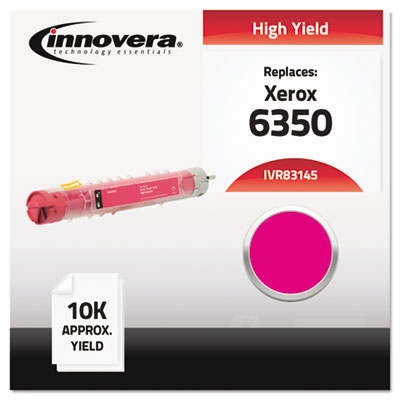 innovera®
technology essentials
High Yield
Replaces:
Xerox
6350
IVR83145
10K
APPROX.
YIELD